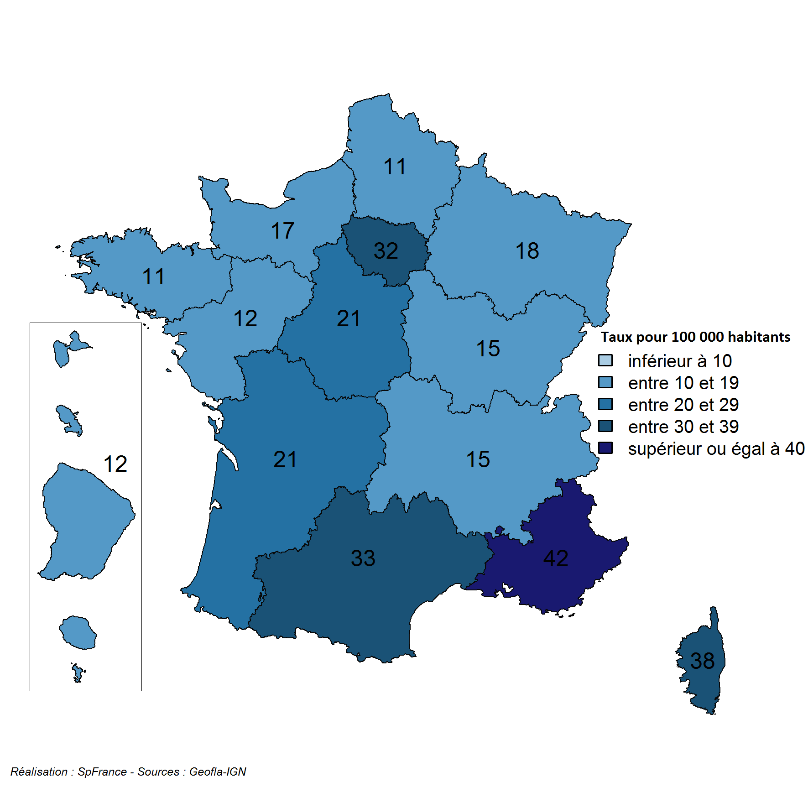 11
17
32
18
11
12
21
15
Taux pour 100 000 habitants
inférieur à 10
entre 10 et 19
entre 20 et 29
entre 30 et 39
supérieur ou égal à 40
12
21
15
33
42
38
Réalisation : SpFrance - Sources : Geofla-IGN